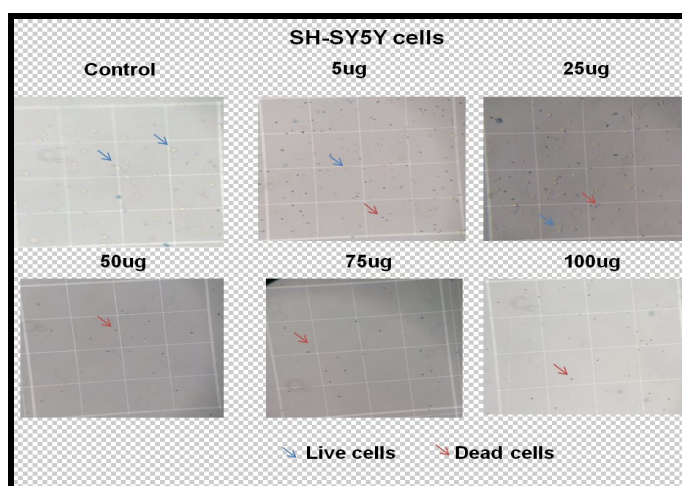 SH-SY5Y cells
Control
5ug
25ug
50ug
75ug
100ug
Live cells
Dead cells